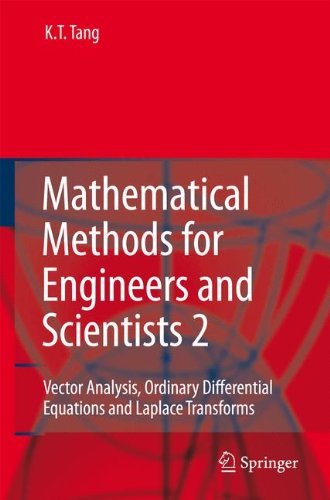 K.T. Tang
Mathematical
Methods for
Engineers and
Scientists 2
Vector Analysis, Ordinary Differential
Equations and Laplace Transforms
Springer